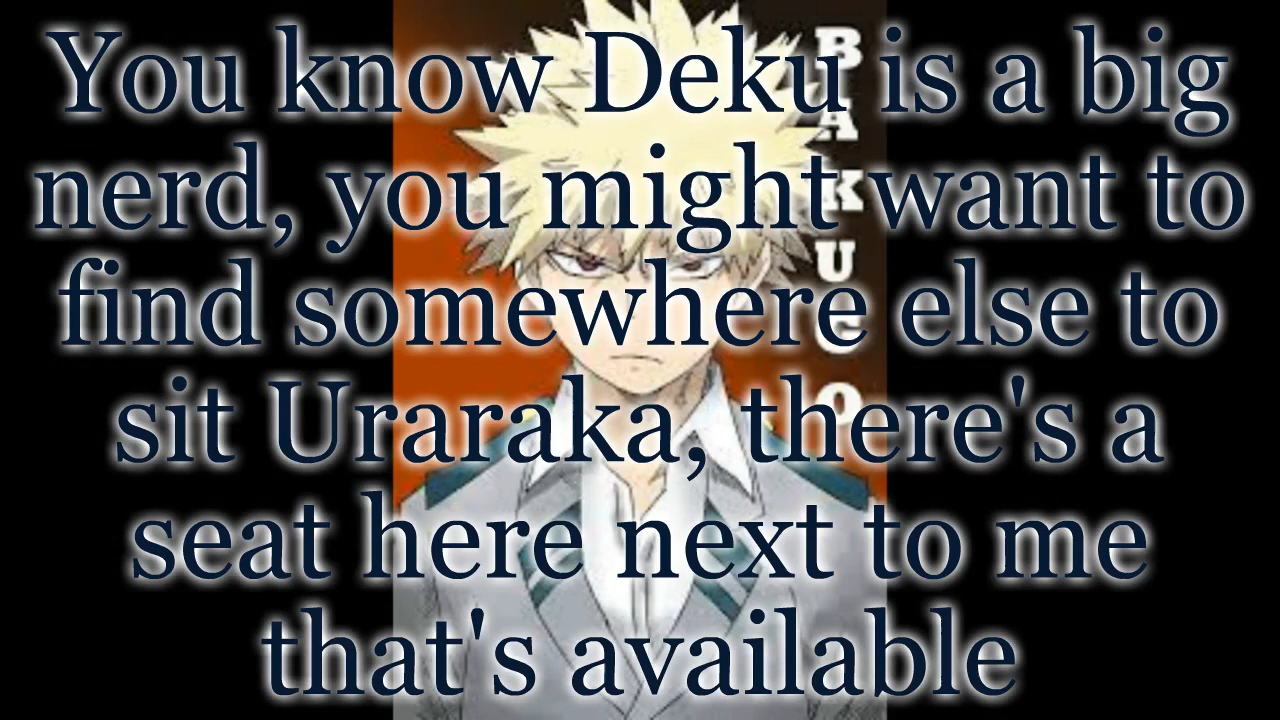 You know Deku is a big
nerd, you might want to
find somewhere else to
sit Uraraka, there's a
seat here next to me
that's available
BAKUGO